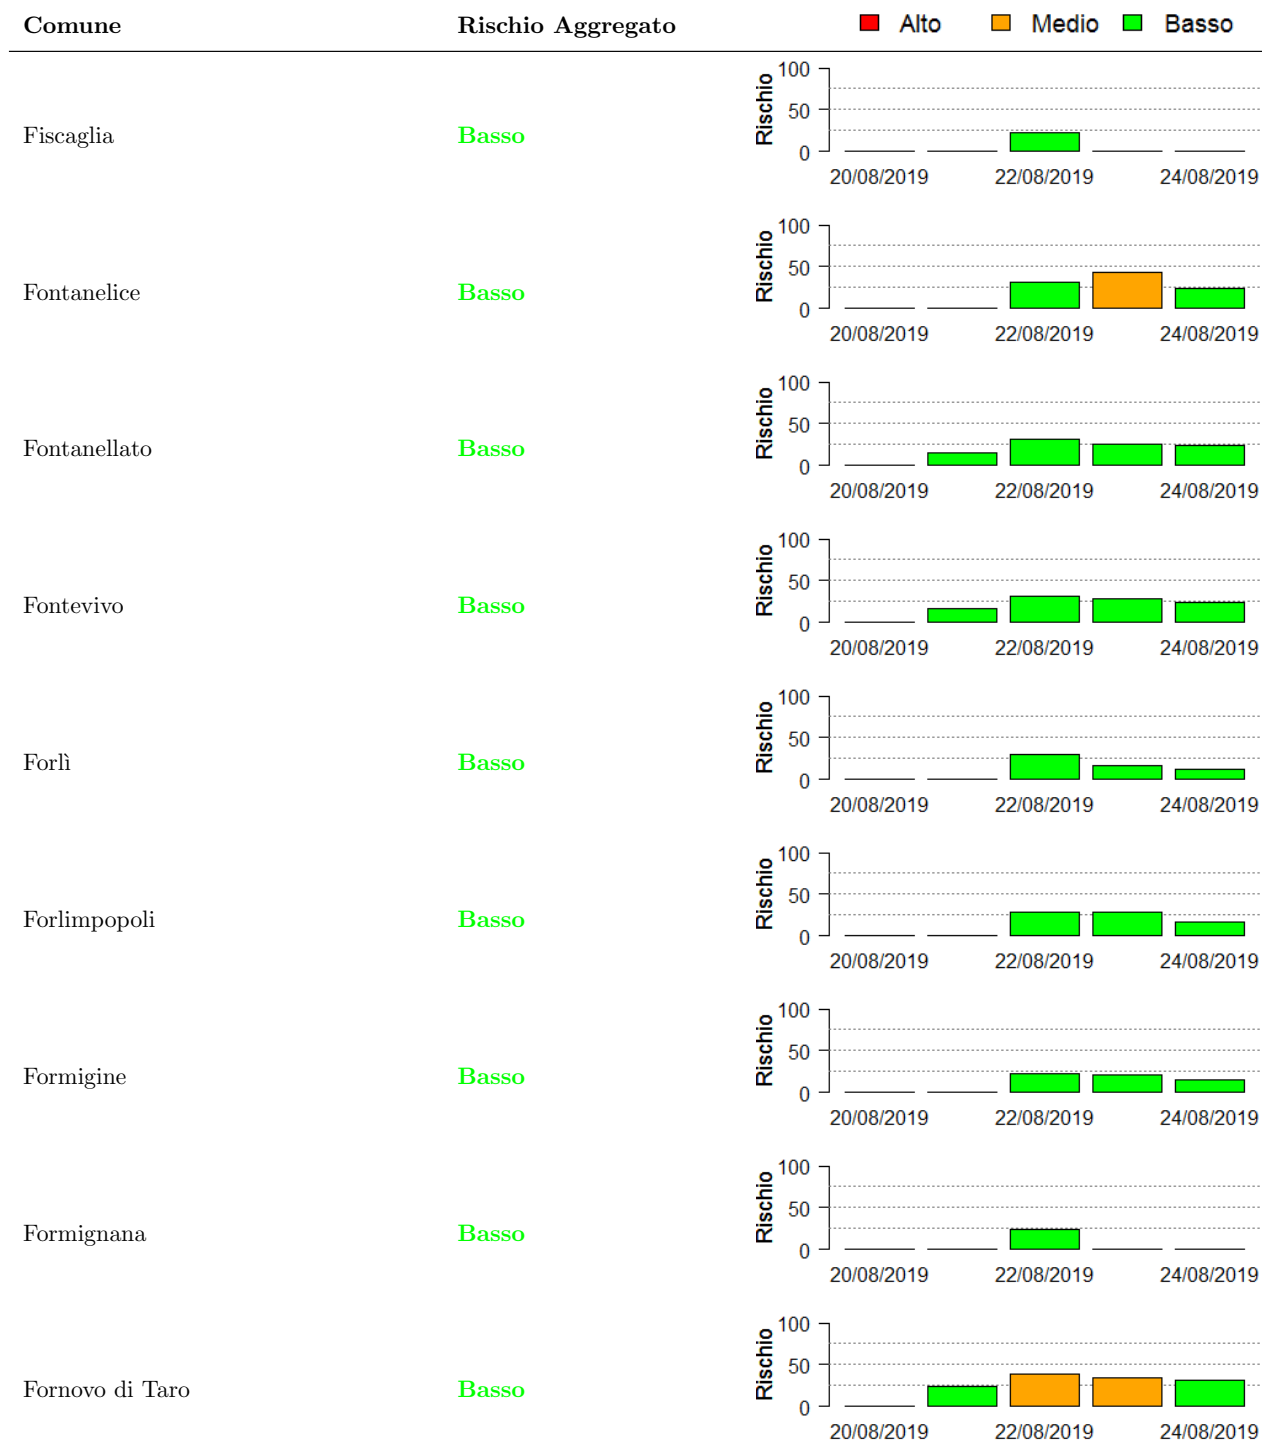 Comune Rischio Aggregato Alto Medio Basso
Fiscaglia Basso
Rischio
100
50
0
20/08/2019 22/08/2019 24/08/2019
Fontanelice Basso
Rischio
100
50
0
20/08/2019 22/08/2019 24/08/2019
Fontanellato Basso
Rischio
100
50
0
20/08/2019 22/08/2019 24/08/2019
Fontevivo Basso
Rischio
100
50
0
20/08/2019 22/08/2019 24/08/2019
Forlì Basso
Rischio
100
50
0
20/08/2019 22/08/2019 24/08/2019
Forlimpopoli Basso
Rischio
100
50
0
20/08/2019 22/08/2019 24/08/2019
Formigine Basso
Rischio
100
50
0
20/08/2019 22/08/2019 24/08/2019
Formignana Basso
Rischio
100
50
0
20/08/2019 22/08/2019 24/08/2019
Fornovo di Taro Basso
Rischio
100
50
0
20/08/2019 22/08/2019 24/08/2019